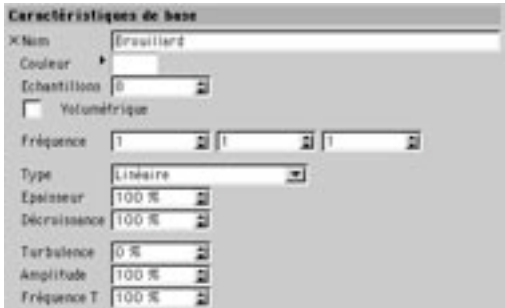 Caractéristiques de base
Nom Brouillard
Couleur
Echantillons 8
Volumétrique
Fréquence 1 1 1
Type Linéaire
Epaisseur 100 %
Décroissance 100 %
Turbulence 0 %
Amplitude 100 %
Fréquence T 100 %